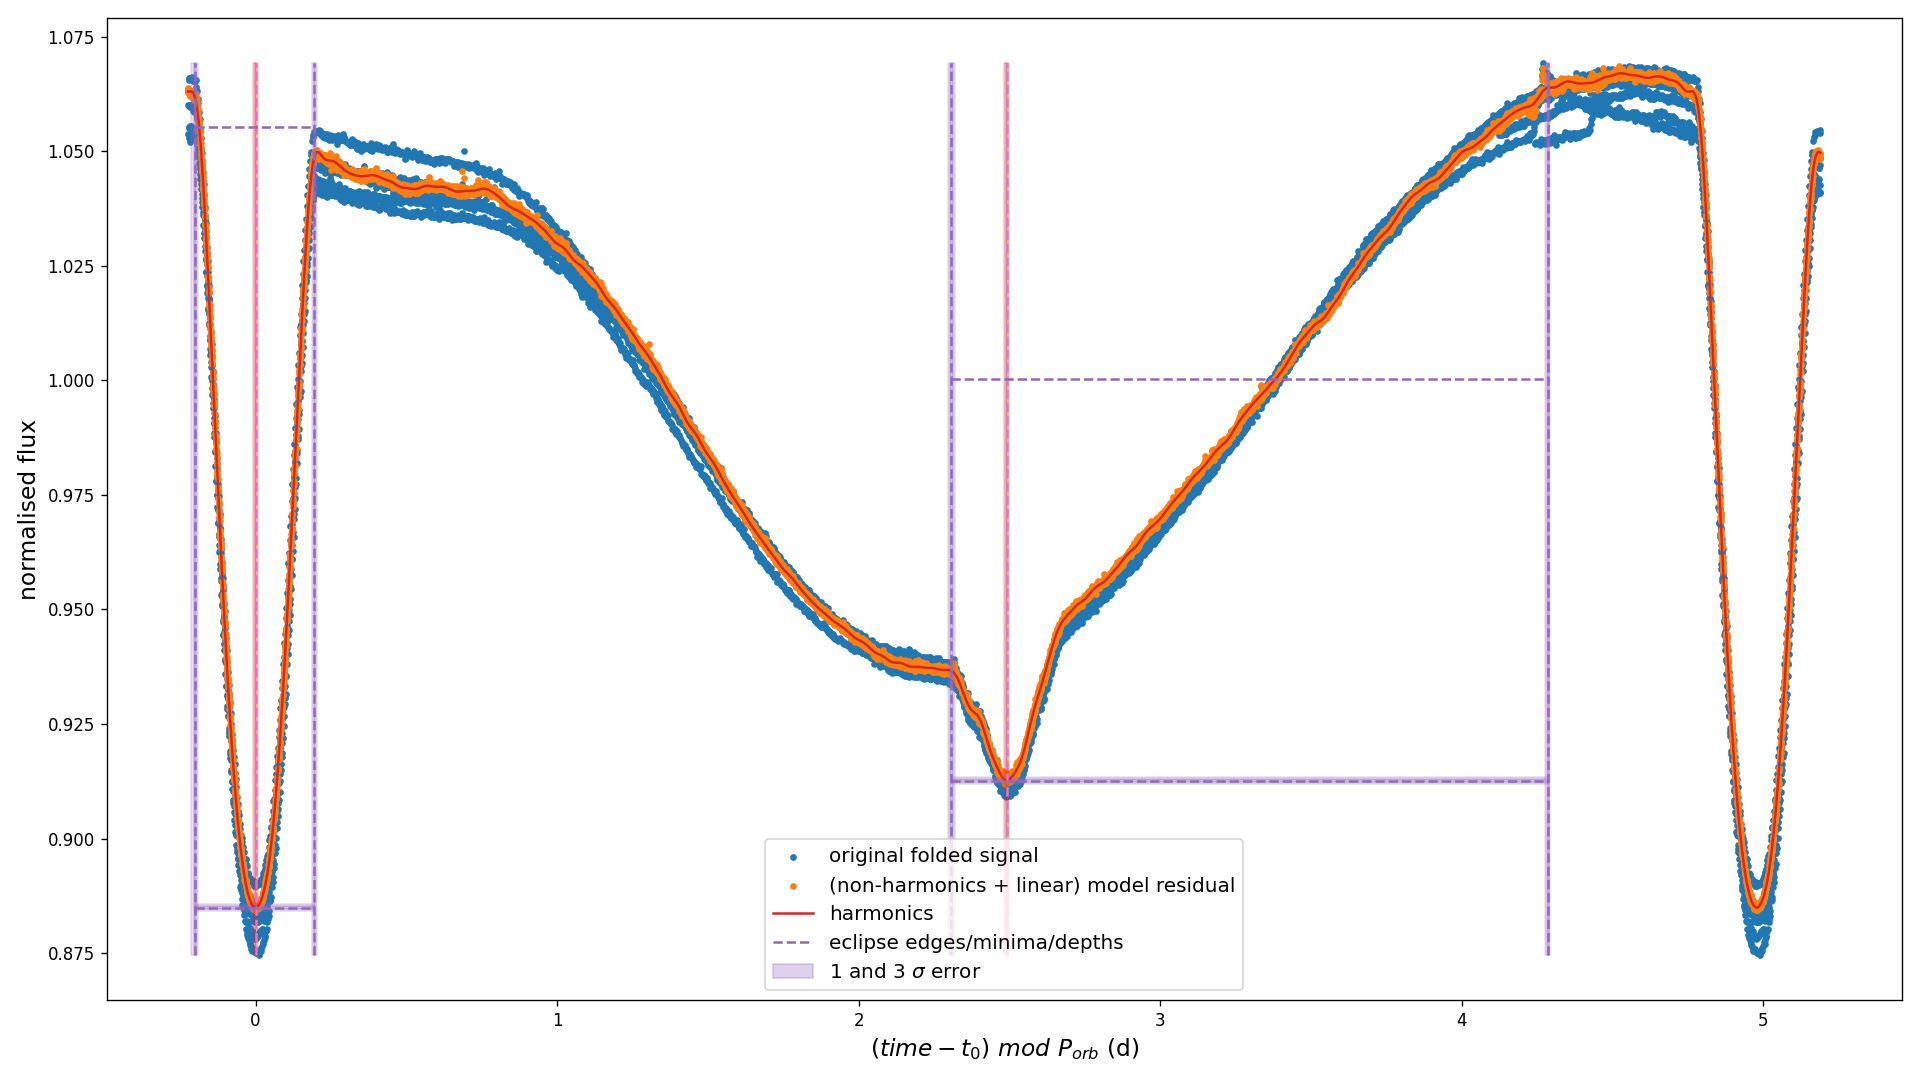 1.075
1.050
1.025
1.000
0.975
0.950
0.925
0.900
0.875
normalised flux
original folded signal
(non-harmonics + linear) model residual
harmonics
eclipse edges/minima/depths
1 and 3 σ error
0 1 2 3 4 5
(time − t₀) mod Pₒᵣb (d)